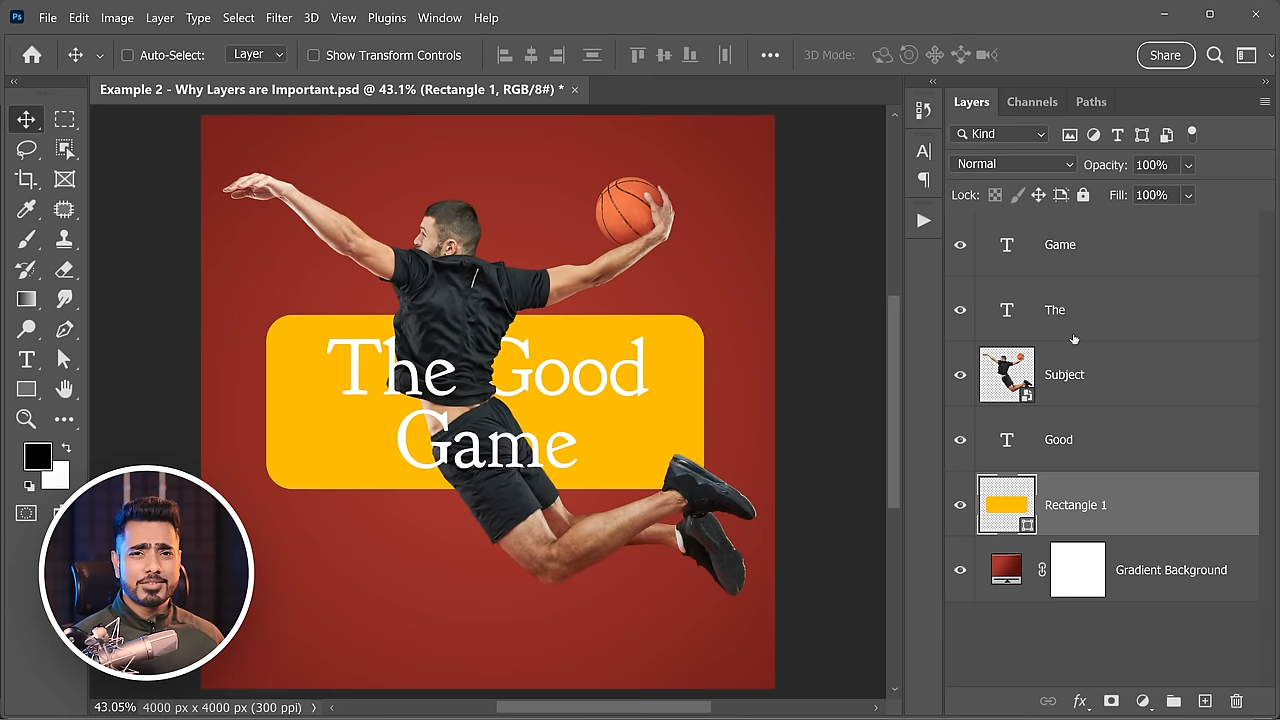 Ps File Edit Image Layer Type Select Filter 3D View Plugins Window Help
Auto-Select: Layer Show Transform Controls 3D Mode: Share
Example 2 - Why Layers are Important.psd @ 43.1% (Rectangle 1, RGB/8#) *
Layers Channels Paths
Kind
Normal Opacity: 100%
Lock: Fill: 100%
Game
The
Subject
Good
Rectangle 1
Gradient Background
The Good
Game
43.05% 4000 px x 4000 px (300 ppi)